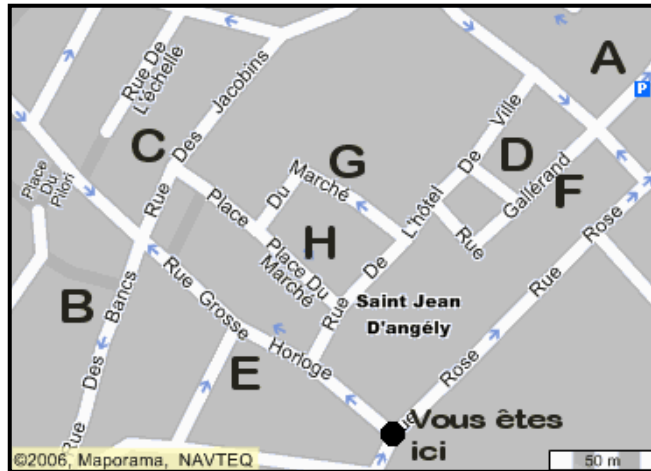 A
P
Rue De
L'échelle
Rue Des Jacobins
C
G
D
F
Place
Du
Pilori
Place Du Marché
Place Du
Marché
H
Rue De L'hôtel De Ville
Rue Gallérand
Rue Rose
Rue Rose
B
Rue Des Bancs
Rue Grosse Horloge
E
Saint Jean
D'angély
Vous êtes
ici
©2006, Maporama, NAVTEQ
50 m